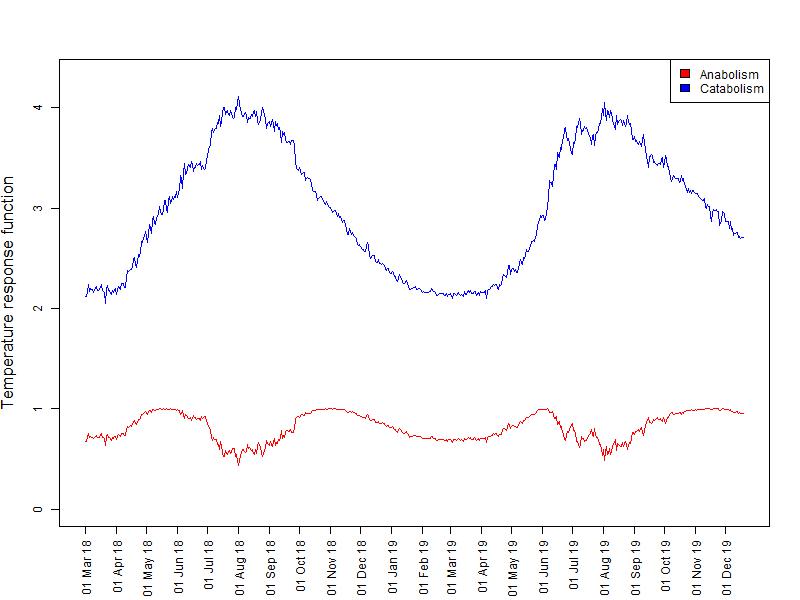 Anabolism
Catabolism
Temperature response function
4
3
2
1
0
01 Mar 18
01 Apr 18
01 May 18
01 Jun 18
01 Jul 18
01 Aug 18
01 Sep 18
01 Oct 18
01 Nov 18
01 Dec 18
01 Jan 19
01 Feb 19
01 Mar 19
01 Apr 19
01 May 19
01 Jun 19
01 Jul 19
01 Aug 19
01 Sep 19
01 Oct 19
01 Nov 19
01 Dec 19